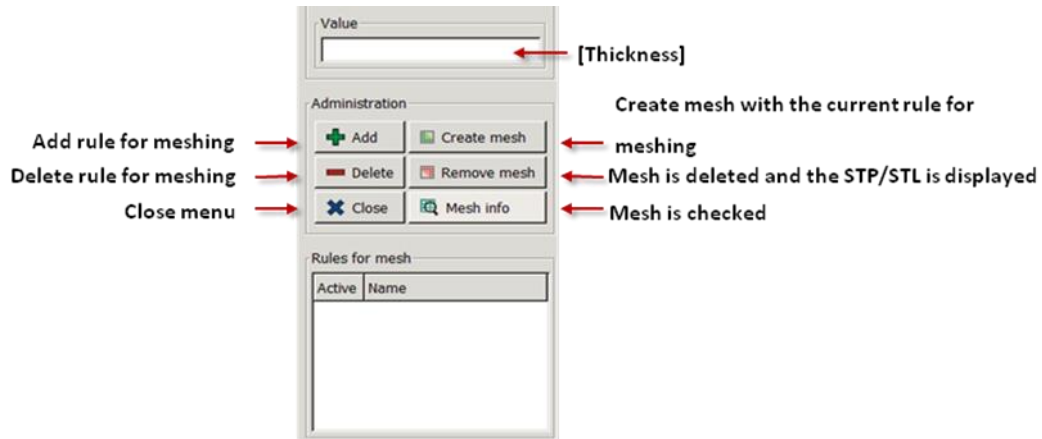 Value
[Thickness]
Administration
Create mesh with the current rule for
Add rule for meshing
Add
Create mesh
meshing
Delete rule for meshing
Delete
Remove mesh
Mesh is deleted and the STP/STL is displayed
Close menu
Close
Mesh info
Mesh is checked
Rules for mesh
Active Name